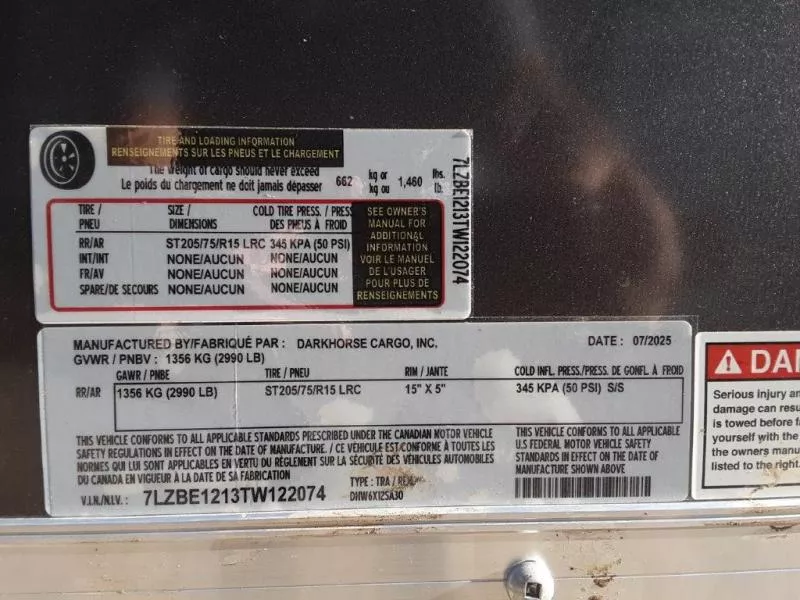 TIRE AND LOADING INFORMATION
RENSEIGNEMENTS SUR LES PNEUS ET LE CHARGEMENT
The weight of cargo should never exceed 662 kg or 1,460 lbs.
Le poids du chargement ne doit jamais dépasser kg ou lb.
TIRE / SIZE / COLD TIRE PRESS. / PRESS
PNEU DIMENSIONS DES PNEUS À FROID
RR/AR ST205/75/R15 LRC 345 KPA (50 PSI)
INT/INT NONE/AUCUN NONE/AUCUN
FR/AV NONE/AUCUN NONE/AUCUN
SPARE/DE SECOURS NONE/AUCUN NONE/AUCUN
SEE OWNER'S
MANUAL FOR
ADDITIONAL
INFORMATION
VOIR LE MANUEL
DE L'USAGER
POUR PLUS DE
RENSEIGNEMENTS
7LZBE1213TW122074
MANUFACTURED BY/FABRIQUÉ PAR : DARKHORSE CARGO, INC. DATE : 07/2025
GVWR / PNBV : 1356 KG (2990 LB)
GAWR / PNBE TIRE / PNEU RIM / JANTE COLD INFL. PRESS/PRESS. DE GONFL À FROID
RR/AR 1356 KG (2990 LB) ST205/75/R15 LRC 15" X 5" 345 KPA (50 PSI) S/S
THIS VEHICLE CONFORMS TO ALL APPLICABLE STANDARDS PRESCRIBED UNDER THE CANADIAN MOTOR VEHICLE
SAFETY REGULATIONS IN EFFECT ON THE DATE OF MANUFACTURE. / CE VÉHICULE EST CONFORME À TOUTES LES
NORMES QUI LUI SONT APPLICABLES EN VERTU DU RÈGLEMENT SUR LA SÉCURITÉ DES VÉHICULES AUTOMOBILES
DU CANADA EN VIGUEUR À LA DATE DE SA FABRICATION
THIS VEHICLE CONFORMS TO ALL APPLICABLE
U.S FEDERAL MOTOR VEHICLE SAFETY
STANDARDS IN EFFECT ON THE DATE OF
MANUFACTURE SHOWN ABOVE
V.I.N./N.I.V.: 7LZBE1213TW122074
TYPE : TRA / RE
DHW6X12SA30
DAN
Serious injury an
damage can resu
is towed before f
yourself with the
the owners manu
listed to the right